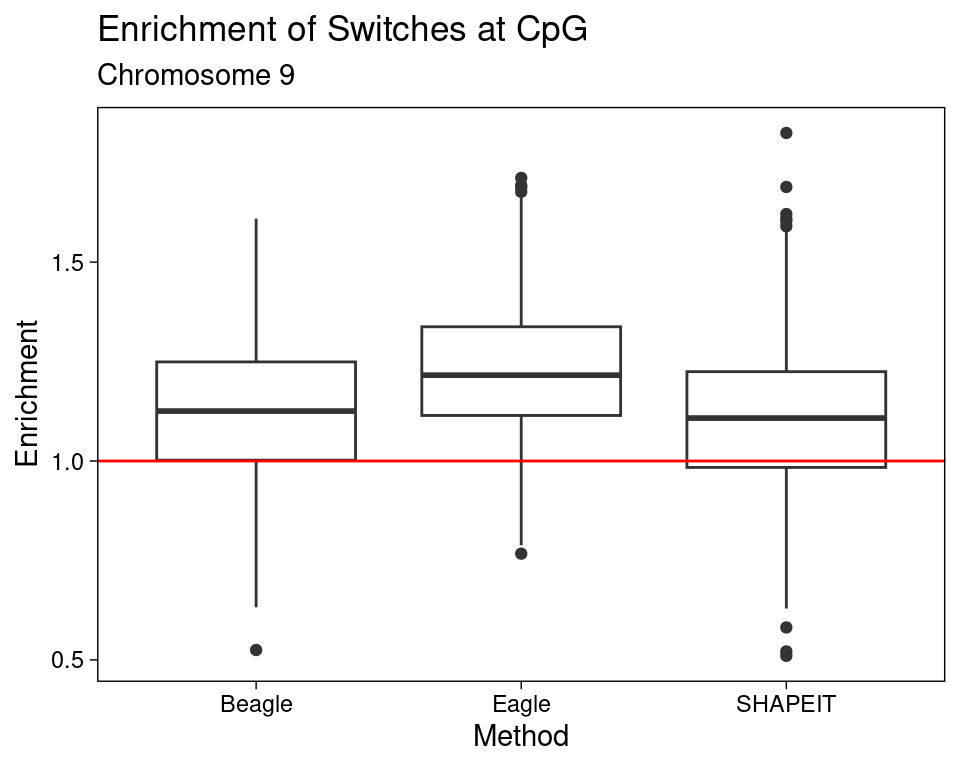 Enrichment of Switches at CpG
Chromosome 9
Enrichment
1.5
1.0
0.5
Beagle
Eagle
SHAPEIT
Method